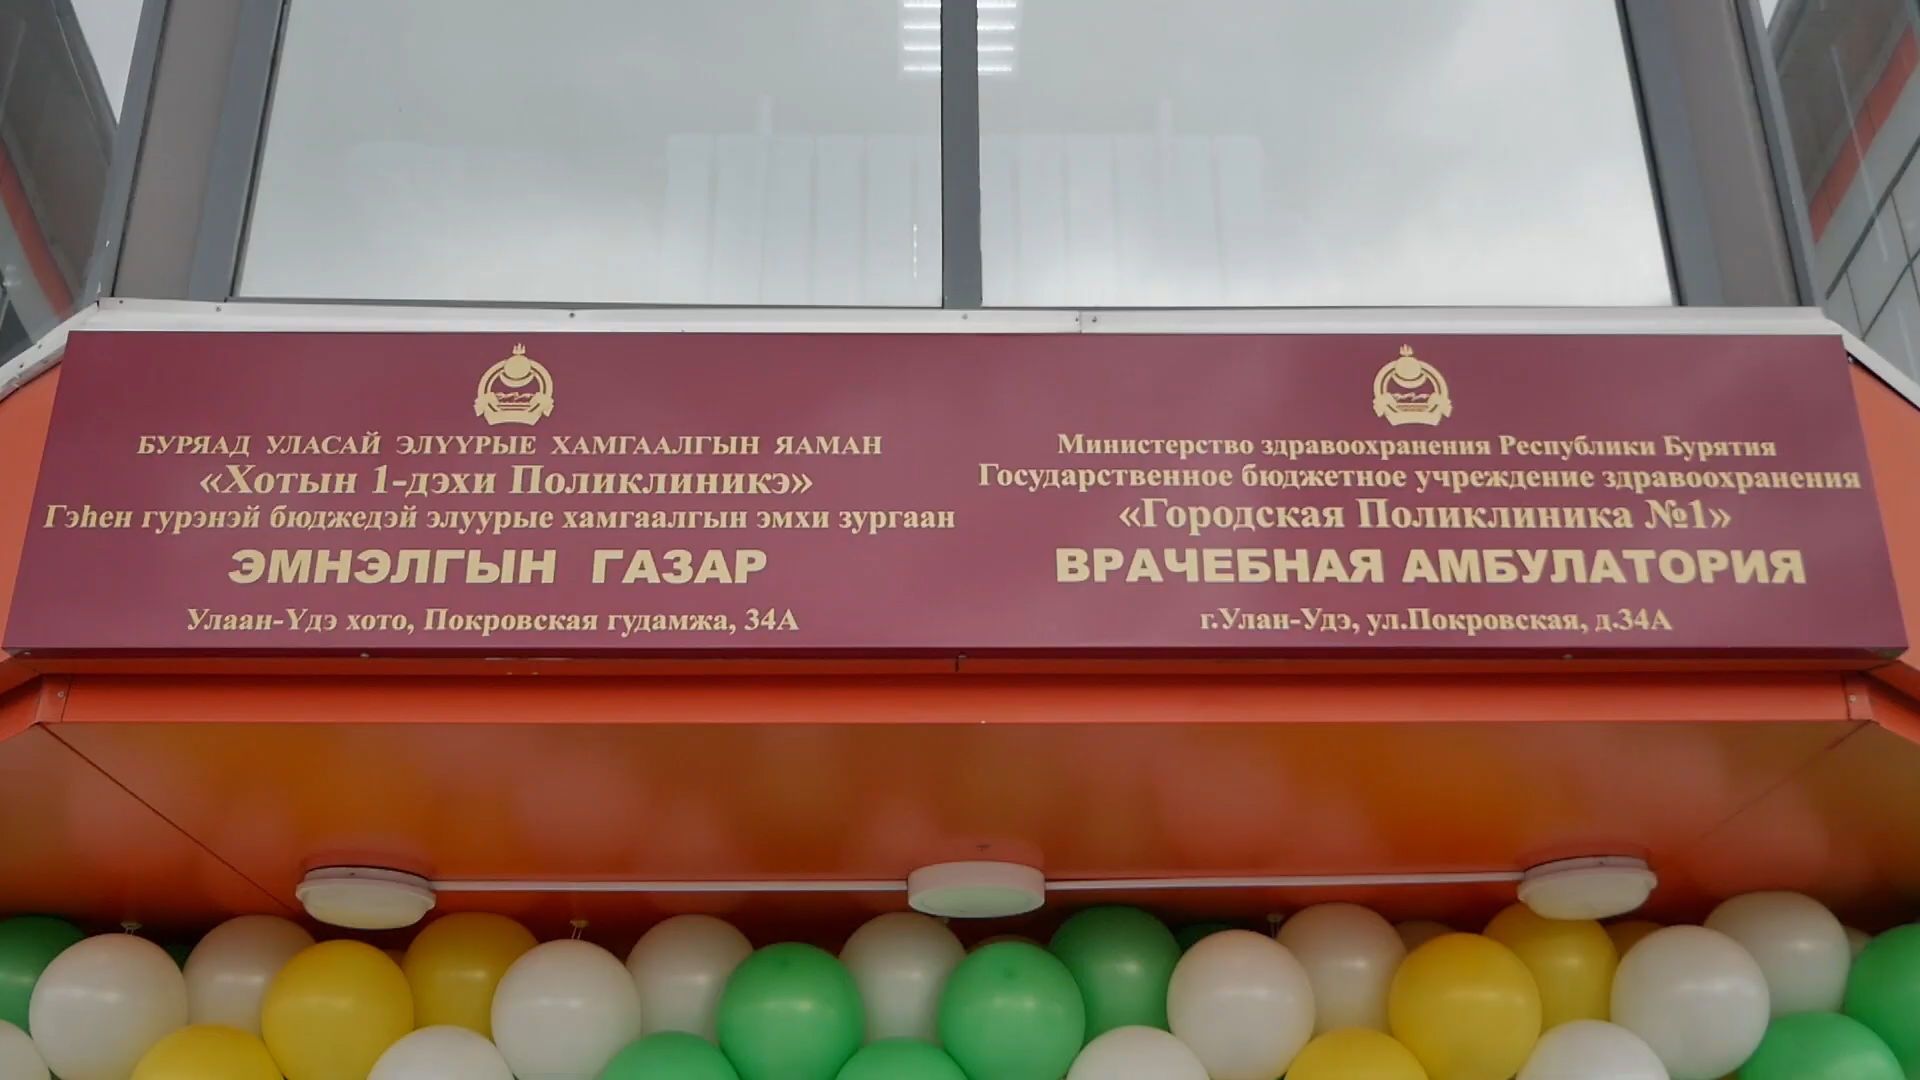 БУРЯАД УЛАСАЙ ЭЛҮҮРЫЕ ХАМГААЛГЫН ЯАМАН
«Хотын 1-дэхи Поликлиникэ»
Гэһен гурэнэй бюджедэй элуурые хамгаалгын эмхи зургаан
ЭМНЭЛГЫН ГАЗАР
Улаан-Үдэ хото, Покровская гудамжа, 34А
Министерство здравоохранения Республики Бурятия
Государственное бюджетное учреждение здравоохранения
«Городская Поликлиника №1»
ВРАЧЕБНАЯ АМБУЛАТОРИЯ
г.Улан-Удэ, ул.Покровская, д.34А